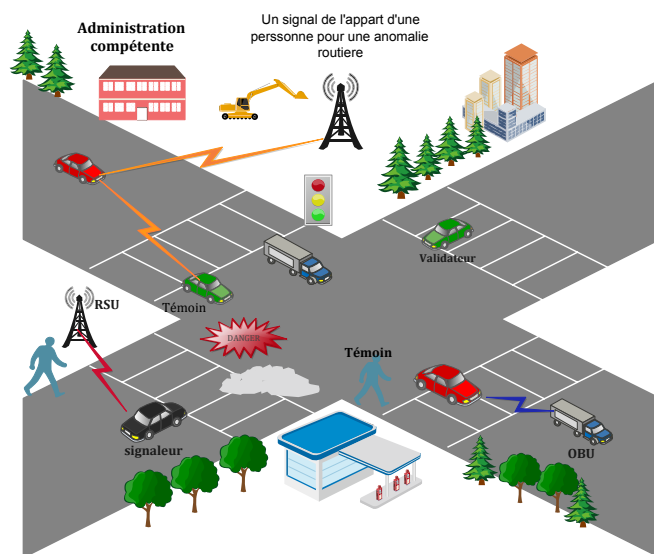 Administration
compétente
Un signal de l'appart d'une
perssonne pour une anomalie
routiere
Validateur
Témoin
RSU
DANGER
Témoin
signaleur
OBU